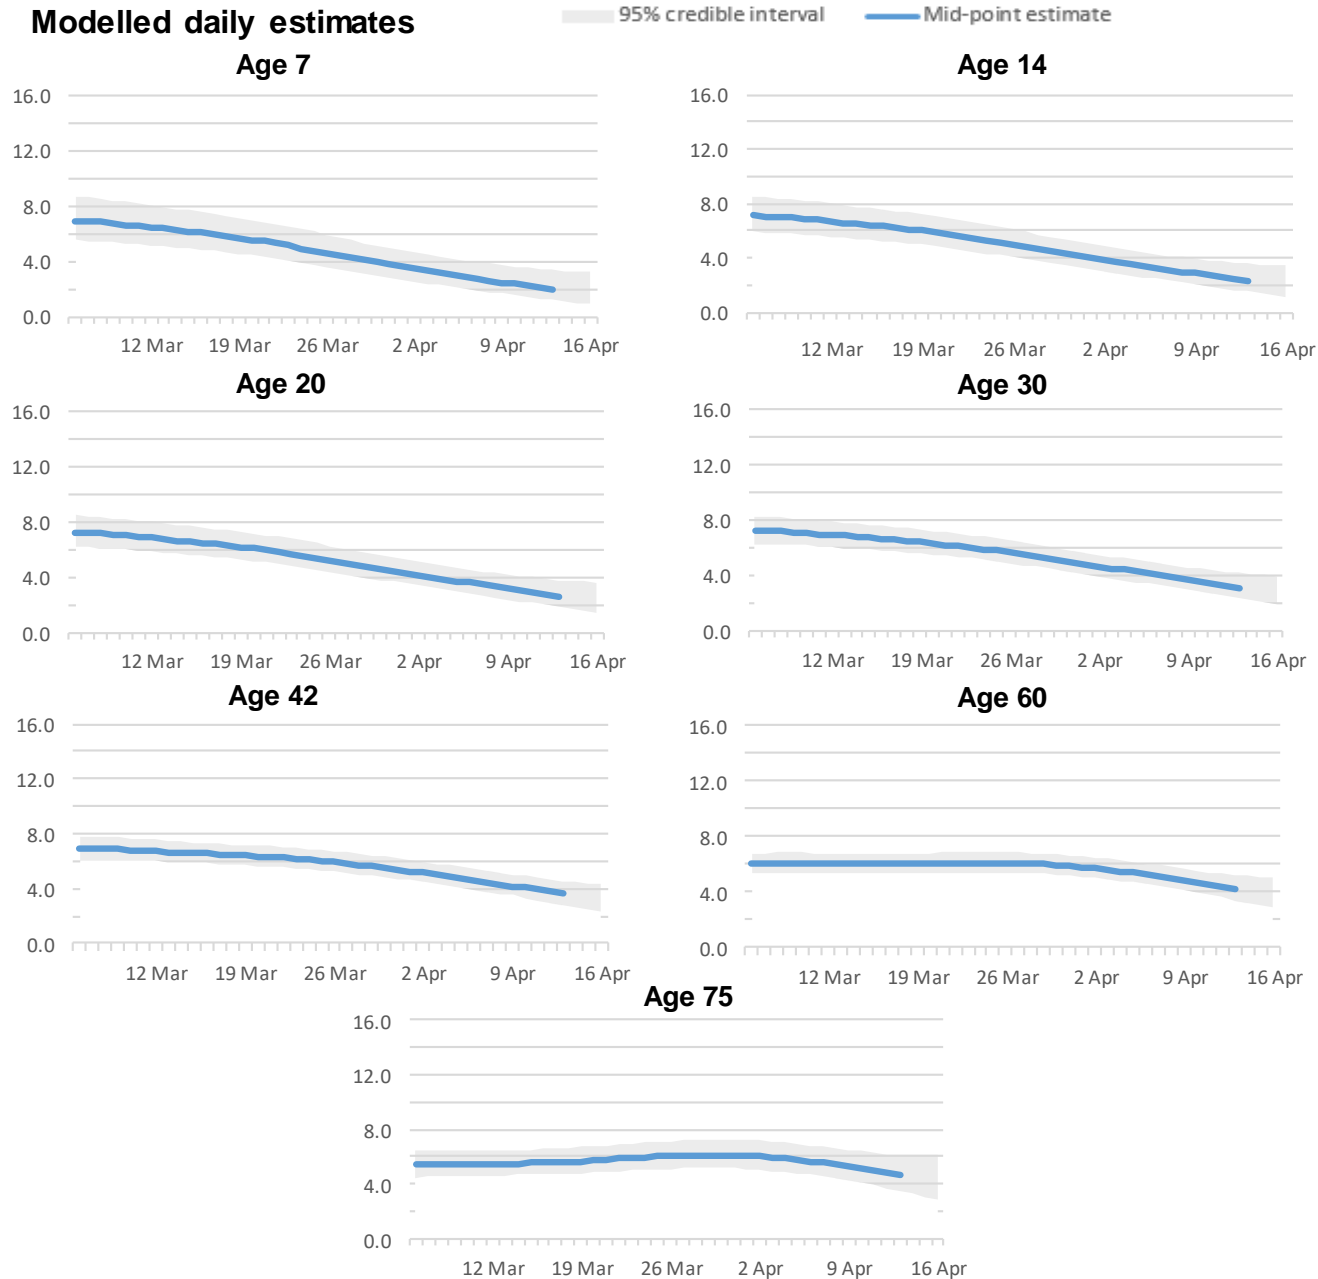 Modelled daily estimates
95% credible interval
Mid-point estimate
Age 7
16.0
12.0
8.0
4.0
0.0
12 Mar 19 Mar 26 Mar 2 Apr 9 Apr 16 Apr
Age 14
16.0
12.0
8.0
4.0
0.0
12 Mar 19 Mar 26 Mar 2 Apr 9 Apr 16 Apr
Age 20
16.0
12.0
8.0
4.0
0.0
12 Mar 19 Mar 26 Mar 2 Apr 9 Apr 16 Apr
Age 30
16.0
12.0
8.0
4.0
0.0
12 Mar 19 Mar 26 Mar 2 Apr 9 Apr 16 Apr
Age 42
16.0
12.0
8.0
4.0
0.0
12 Mar 19 Mar 26 Mar 2 Apr 9 Apr 16 Apr
Age 60
16.0
12.0
8.0
4.0
0.0
12 Mar 19 Mar 26 Mar 2 Apr 9 Apr 16 Apr
Age 75
16.0
12.0
8.0
4.0
0.0
12 Mar 19 Mar 26 Mar 2 Apr 9 Apr 16 Apr